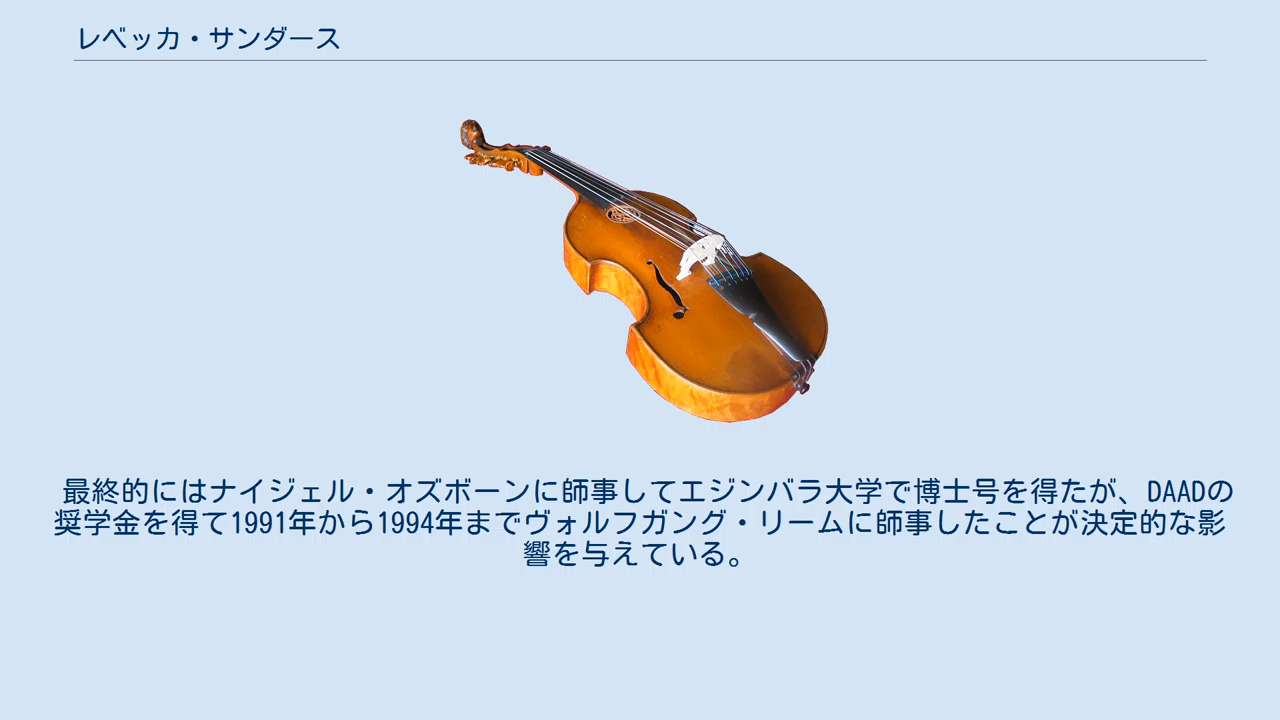 レベッカ・サンダース
最終的にはナイジェル・オズボーンに師事してエジンバラ大学で博士号を得たが、DAADの
奨学金を得て1991年から1994年までヴォルフガング・リームに師事したことが決定的な影
響を与えている。